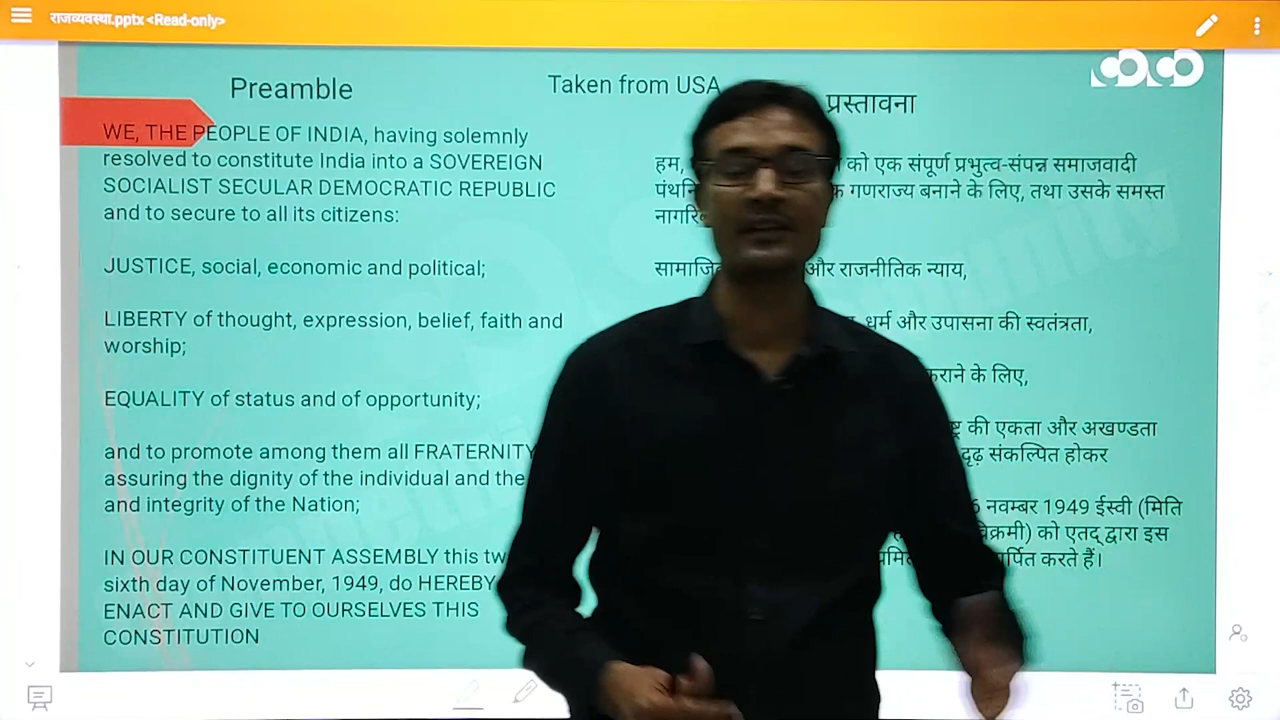 राजव्यवस्था.pptx <Read-only>
Preamble
Taken from USA
प्रस्तावना
WE, THE PEOPLE OF INDIA, having solemnly
resolved to constitute India into a SOVEREIGN
SOCIALIST SECULAR DEMOCRATIC REPUBLIC
and to secure to all its citizens:
JUSTICE, social, economic and political;
LIBERTY of thought, expression, belief, faith and
worship;
EQUALITY of status and of opportunity;
and to promote among them all FRATERNITY
assuring the dignity of the individual and the
and integrity of the Nation;
IN OUR CONSTITUENT ASSEMBLY this
sixth day of November, 1949, do HEREBY
ENACT AND GIVE TO OURSELVES THIS
CONSTITUTION
हम, को एक संपूर्ण प्रभुत्व-संपन्न समाजवादी
गणराज्य बनाने के लिए, तथा उसके समस्त
और राजनीतिक न्याय,
धर्म और उपासना की स्वतंत्रता,
कराने के लिए,
की एकता और अखण्डता
दृढ़ संकल्पित होकर
नवम्बर 1949 ईस्वी (मिति
को एतद् द्वारा इस
करते हैं।